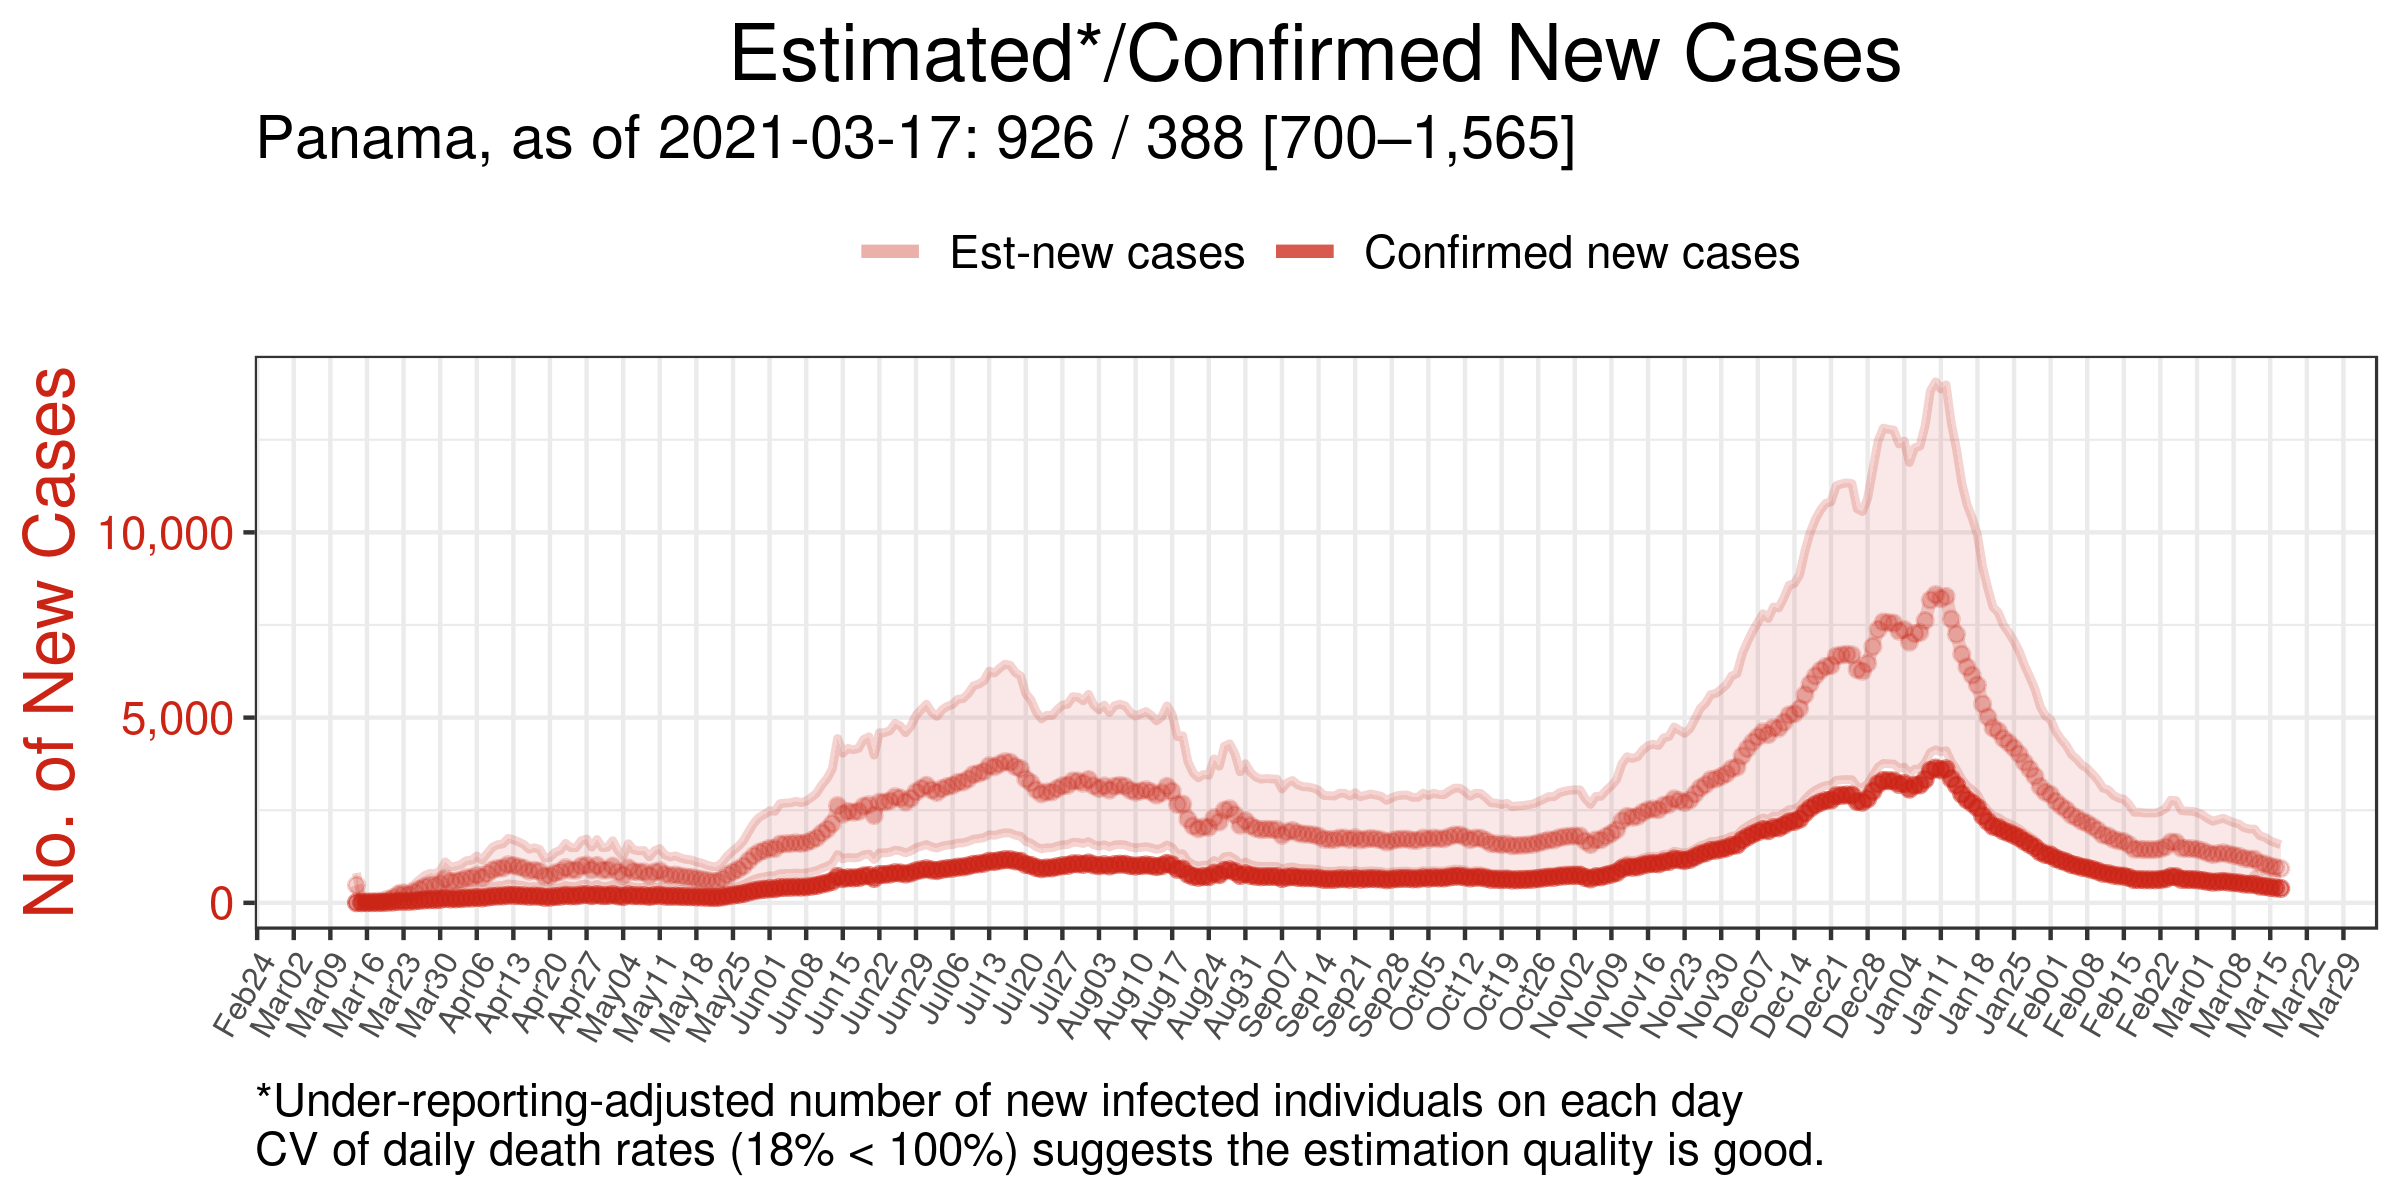 Estimated*/Confirmed New Cases
Panama, as of 2021-03-17: 926 / 388 [700–1,565]
Est-new cases Confirmed new cases
No. of New Cases
10,000
5,000
0
Feb24 Mar02 Mar09 Mar16 Mar23 Mar30 Apr06 Apr13 Apr20 Apr27 May04 May11 May18 May25 Jun01 Jun08 Jun15 Jun22 Jun29 Jul06 Jul13 Jul20 Jul27 Aug03 Aug10 Aug17 Aug24 Aug31 Sep07 Sep14 Sep21 Sep28 Oct05 Oct12 Oct19 Oct26 Nov02 Nov09 Nov16 Nov23 Nov30 Dec07 Dec14 Dec21 Dec28 Jan04 Jan11 Jan18 Jan25 Feb01 Feb08 Feb15 Feb22 Mar01 Mar08 Mar15 Mar22 Mar29
*Under-reporting-adjusted number of new infected individuals on each day
CV of daily death rates (18% < 100%) suggests the estimation quality is good.